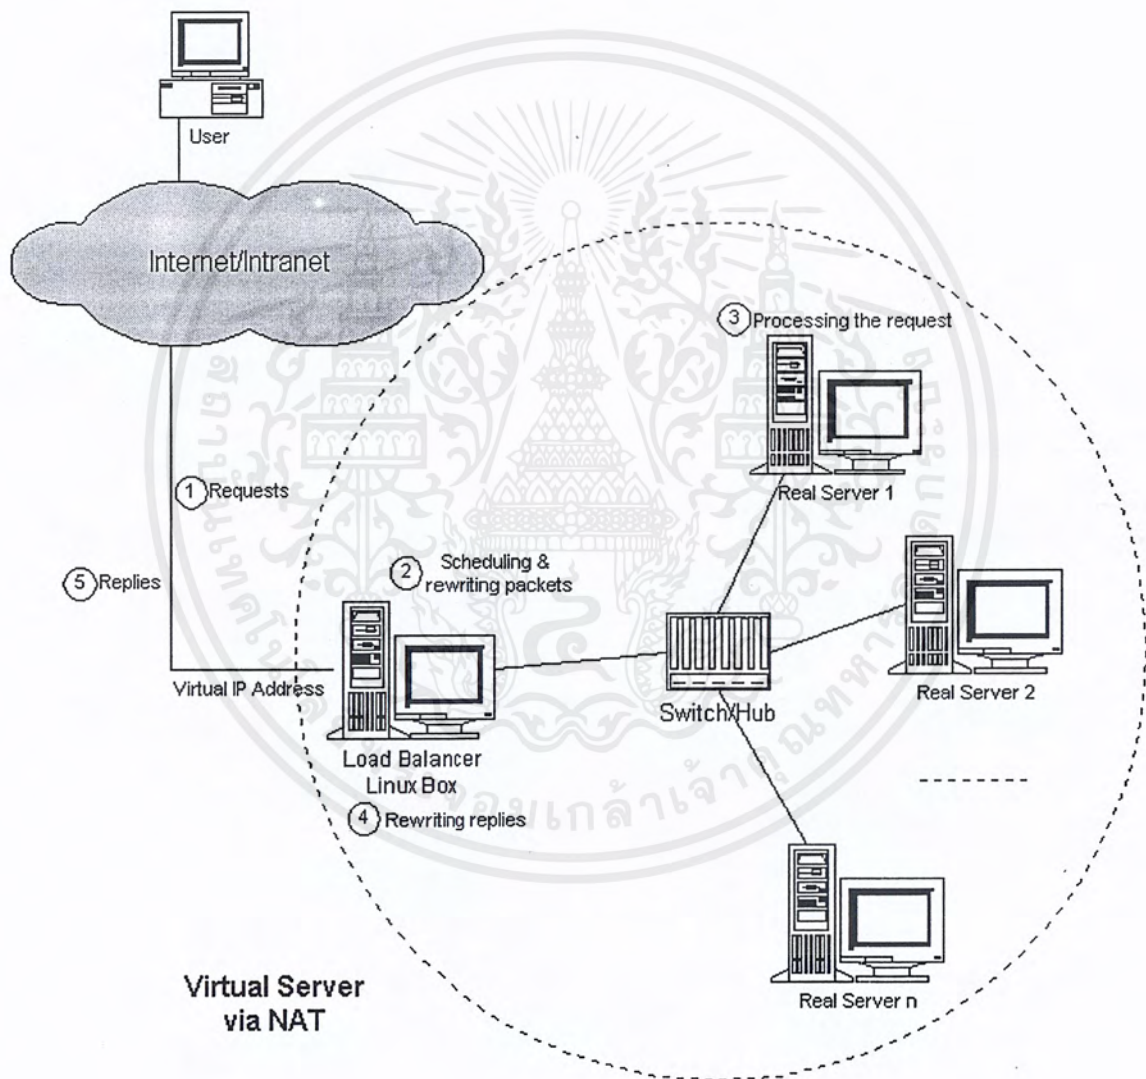 User
Internet/Intranet
3 Processing the request
Real Server 1
1 Requests
2 Scheduling &
rewriting packets
5 Replies
Virtual IP Address
Real Server 2
Switch/Hub
Load Balancer
Linux Box
4 Rewriting replies
Real Server n
Virtual Server
via NAT